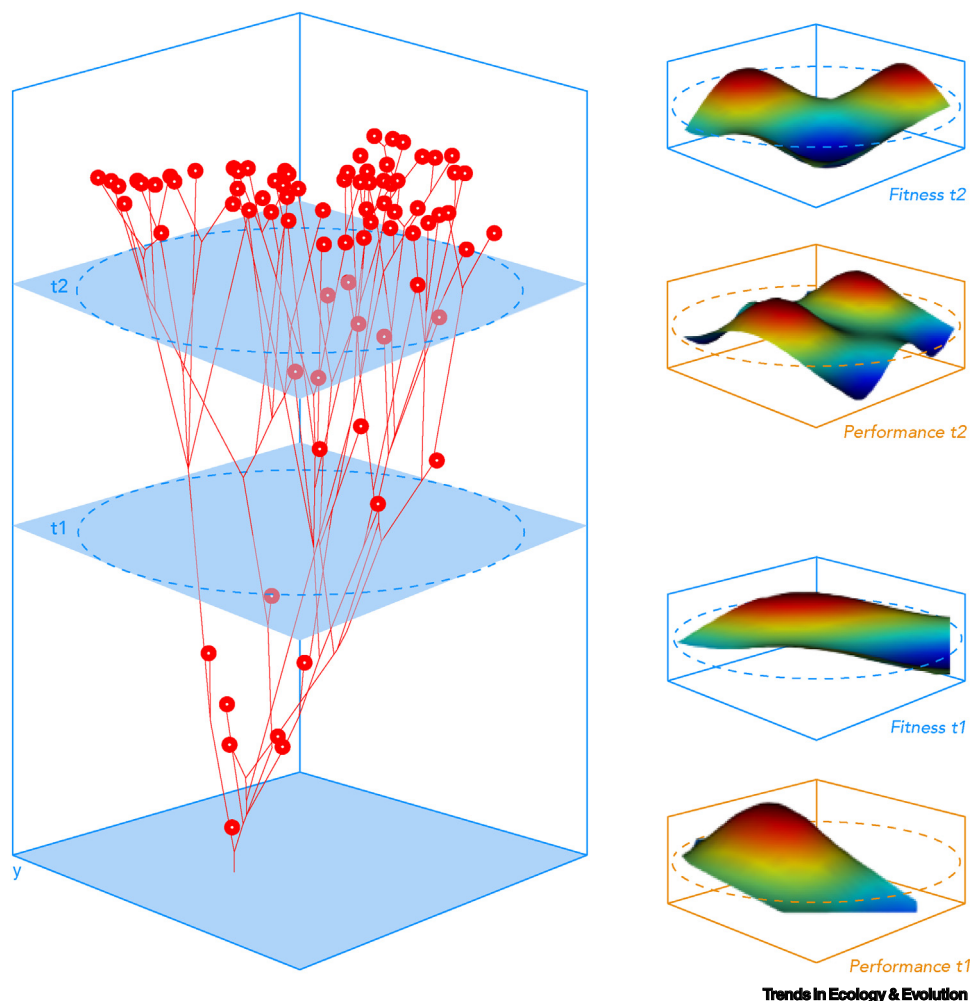 t2
t1
y
Fitness t2
Performance t2
Fitness t1
Performance t1
Trends in Ecology & Evolution